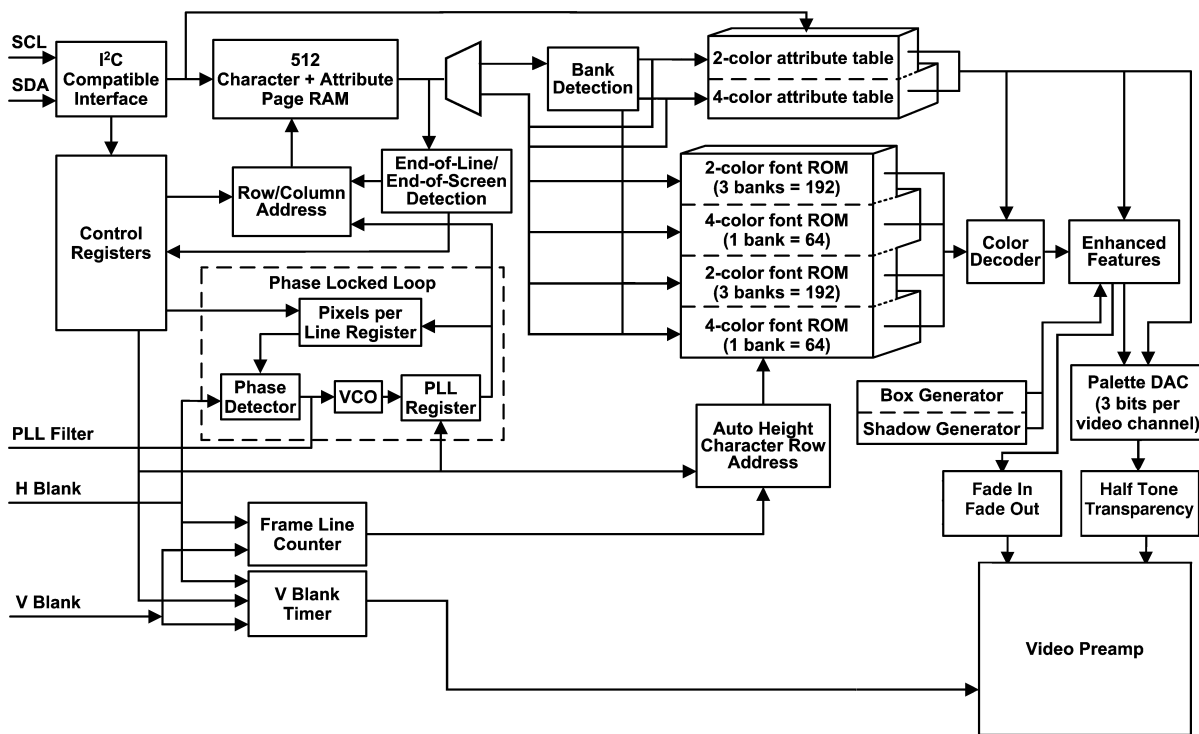 SCL
SDA
I²C
Compatible
Interface
512
Character + Attribute
Page RAM
Bank
Detection
2-color attribute table
4-color attribute table
Control
Registers
Row/Column
Address
End-of-Line/
End-of-Screen
Detection
2-color font ROM
(3 banks = 192)
4-color font ROM
(1 bank = 64)
2-color font ROM
(3 banks = 192)
4-color font ROM
(1 bank = 64)
Color
Decoder
Enhanced
Features
Phase Locked Loop
Pixels per
Line Register
Phase
Detector
VCO
PLL
Register
PLL Filter
H Blank
V Blank
Auto Height
Character Row
Address
Box Generator
Shadow Generator
Palette DAC
(3 bits per
video channel)
Fade In
Fade Out
Half Tone
Transparency
Frame Line
Counter
V Blank
Timer
Video Preamp